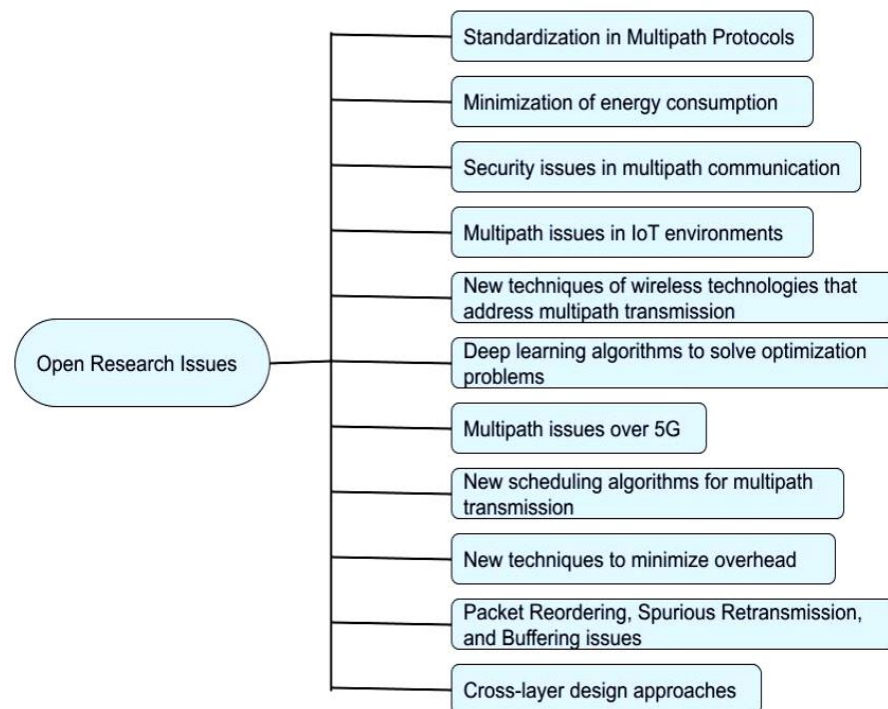 Standardization in Multipath Protocols
Minimization of energy consumption
Security issues in multipath communication
Multipath issues in IoT environments
New techniques of wireless technologies that
address multipath transmission
Open Research Issues
Deep learning algorithms to solve optimization
problems
Multipath issues over 5G
New scheduling algorithms for multipath
transmission
New techniques to minimize overhead
Packet Reordering, Spurious Retransmission,
and Buffering issues
Cross-layer design approaches